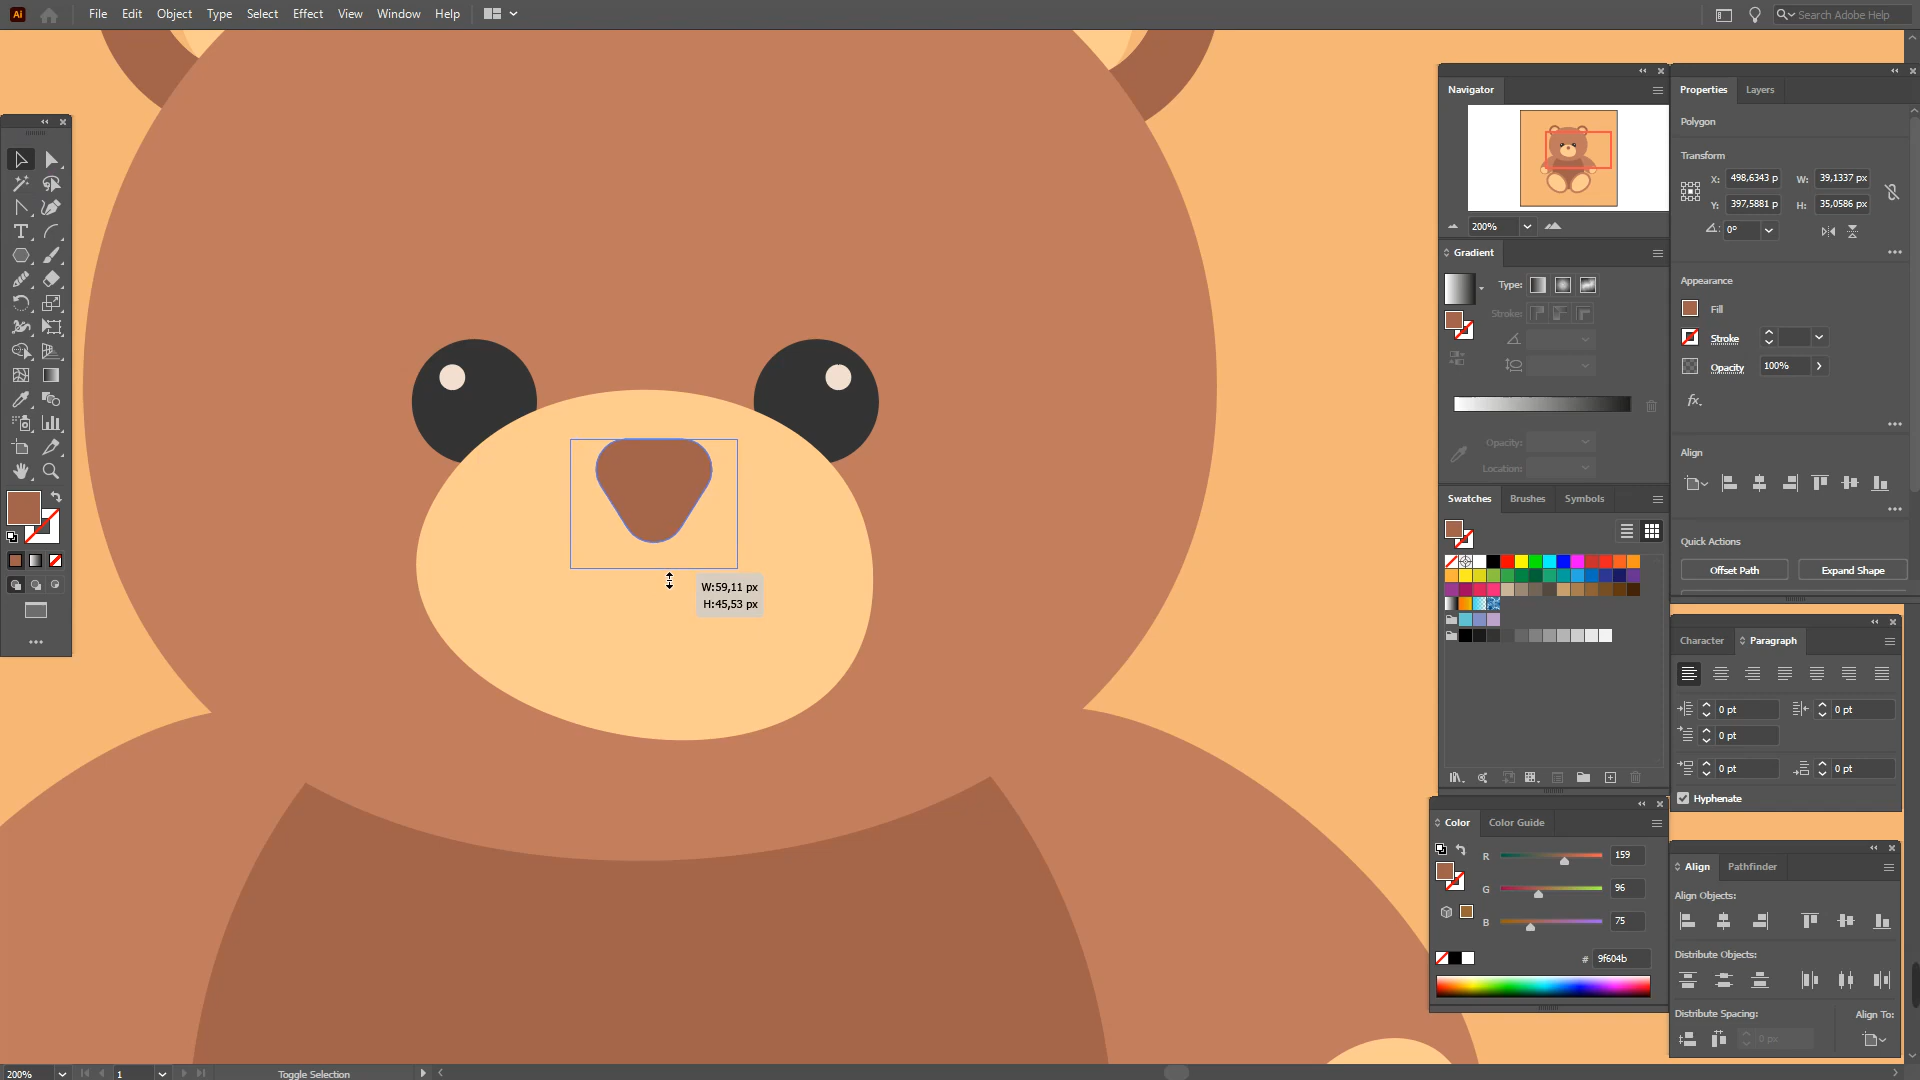 Ai File Edit Object Type Select Effect View Window Help Search Adobe Help
Navigator
200%
Gradient
Type:
Stroke:
Opacity:
Location:
Swatches Brushes Symbols
Color Color Guide
R 159
G 96
B 75
# 9f604b
Properties Layers
Polygon
Transform
X: 498,6343 p W: 39,1337 px
Y: 397,5881 p H: 35,0586 px
0°
Appearance
Fill
Stroke
Opacity 100%
fx.
Align
Quick Actions
Offset Path Expand Shape
Character Paragraph
0 pt 0 pt
0 pt
0 pt 0 pt
Hyphenate
Align Pathfinder
Align Objects:
Distribute Objects:
Distribute Spacing: Align To:
0 px
W:59,11 px
H:45,53 px
200% 1 Toggle Selection